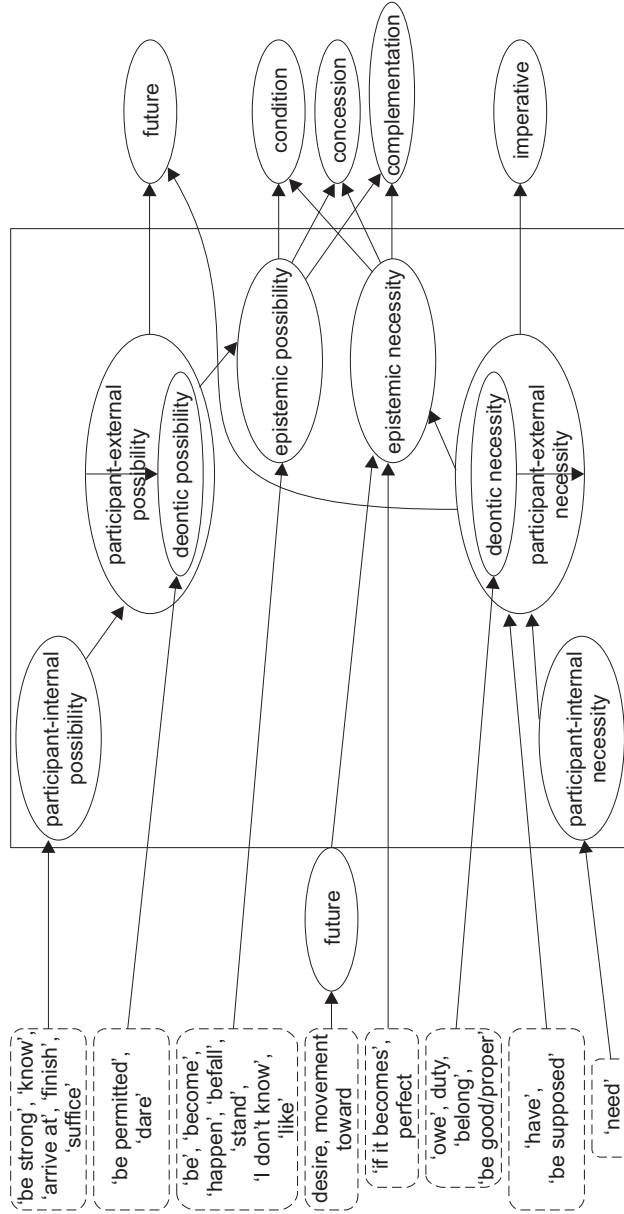 'be strong', 'know',
'arrive at', 'finish',
'suffice'
'be permitted',
'dare'
'be', 'become',
'happen', 'befall',
'stand',
'I don't know',
'like'
desire, movement
toward
'if it becomes',
perfect
'owe', duty,
'belong',
'be good/proper'
'have',
'be supposed'
'need'
future
participant-internal
possibility
participant-internal
necessity
participant-external
possibility
deontic possibility
epistemic possibility
epistemic necessity
deontic necessity
participant-external
necessity
future
condition
concession
complementation
imperative